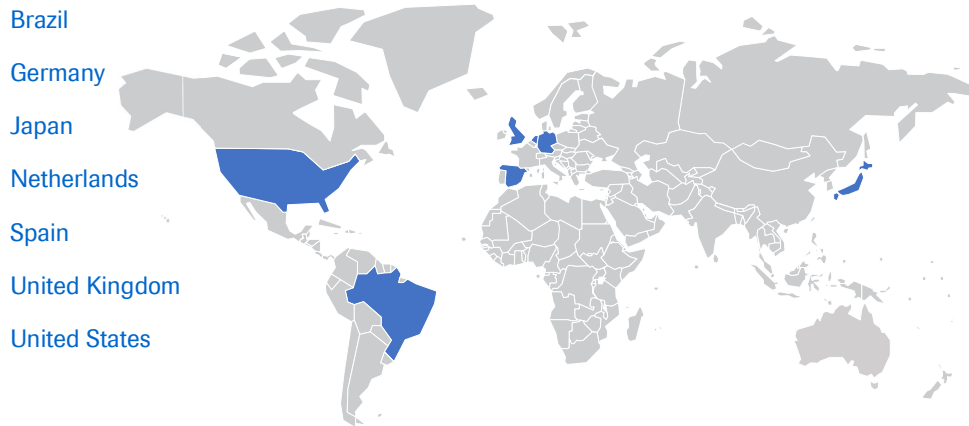 Brazil
Germany
Japan
Netherlands
Spain
United Kingdom
United States